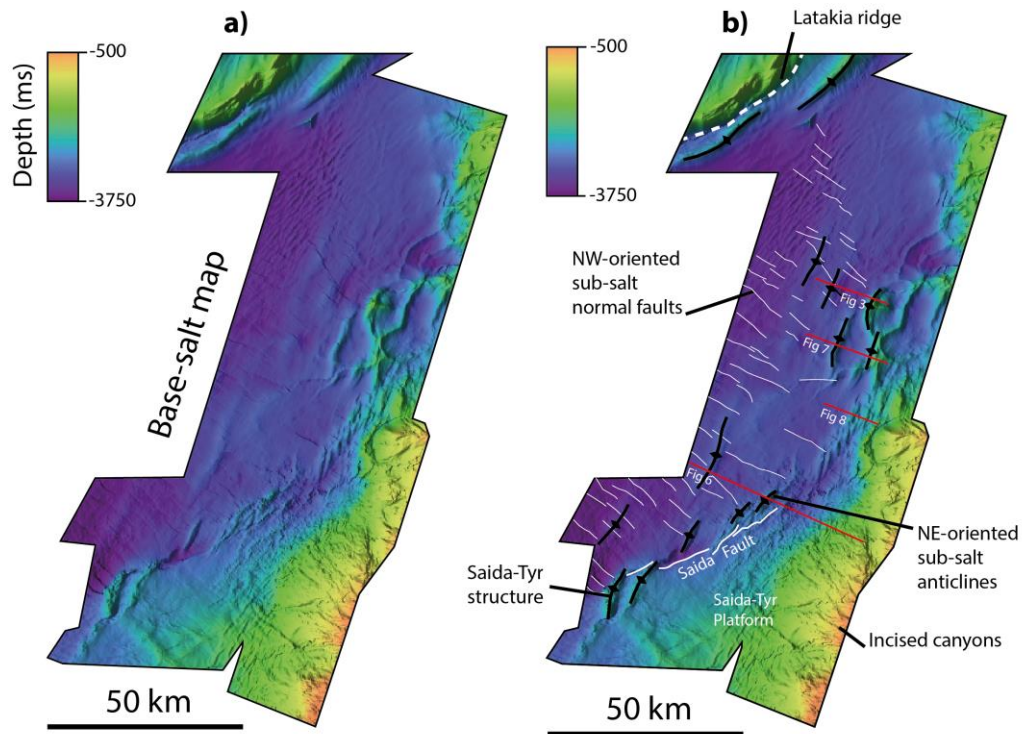 a)
-500
Depth (ms)
-3750
Base-salt map
50 km
b)
Latakia ridge
-500
-3750
NW-oriented
sub-salt
normal faults
Fig 3
Fig 7
Fig 8
Fig 6
NE-oriented
sub-salt
anticlines
Saida Fault
Saida-Tyr
structure
Saida-Tyr
Platform
Incised canyons
50 km